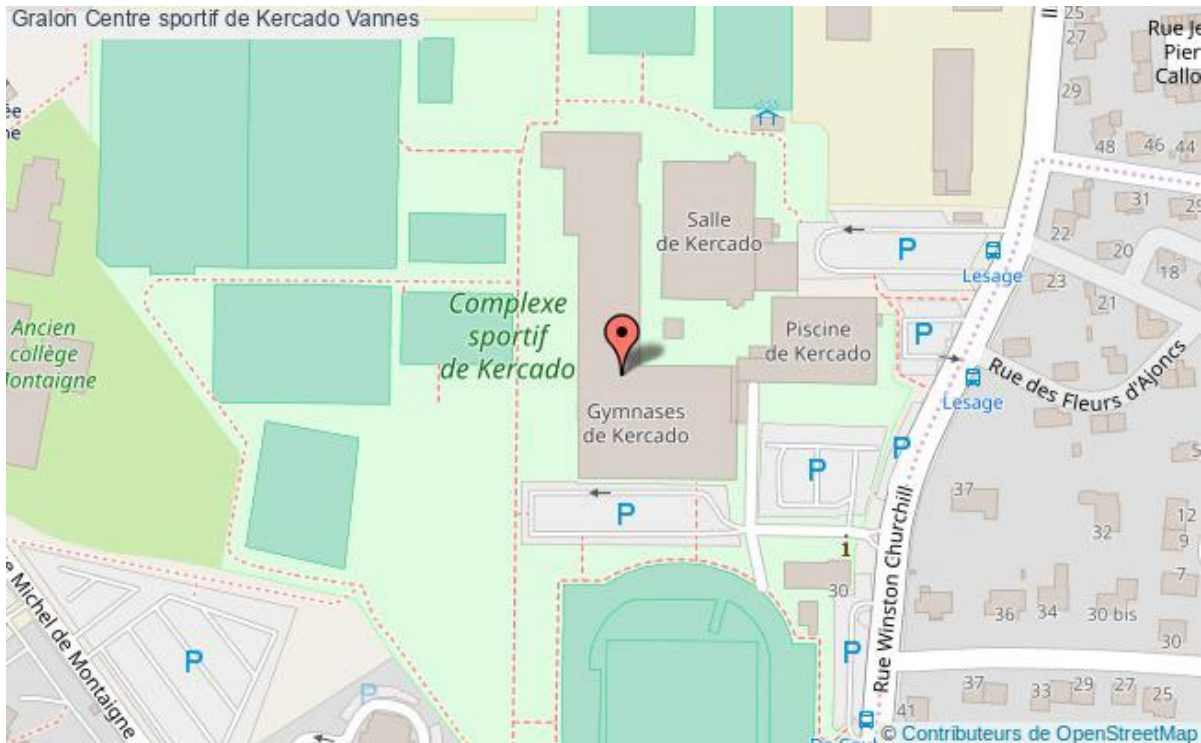 Gralon Centre sportif de Kercado Vannes
25
27
Rue Je
Pier
Callo
29
48
46
44
31
29
22
20
18
23
21
Salle
de Kercado
P
Lesage
Complexe
sportif
de Kercado
Piscine
de Kercado
P
Lesage
Rue des Fleurs d'Ajoncs
Ancien
collège
Montaigne
Gymnases
de Kercado
P
P
P
Rue Winston Churchill
37
32
12
9
7
5
i
30
36
34
30 bis
30
P
P
P
Michel de Montaigne
37
33
29
27
25
41
© Contributeurs de OpenStreetMap